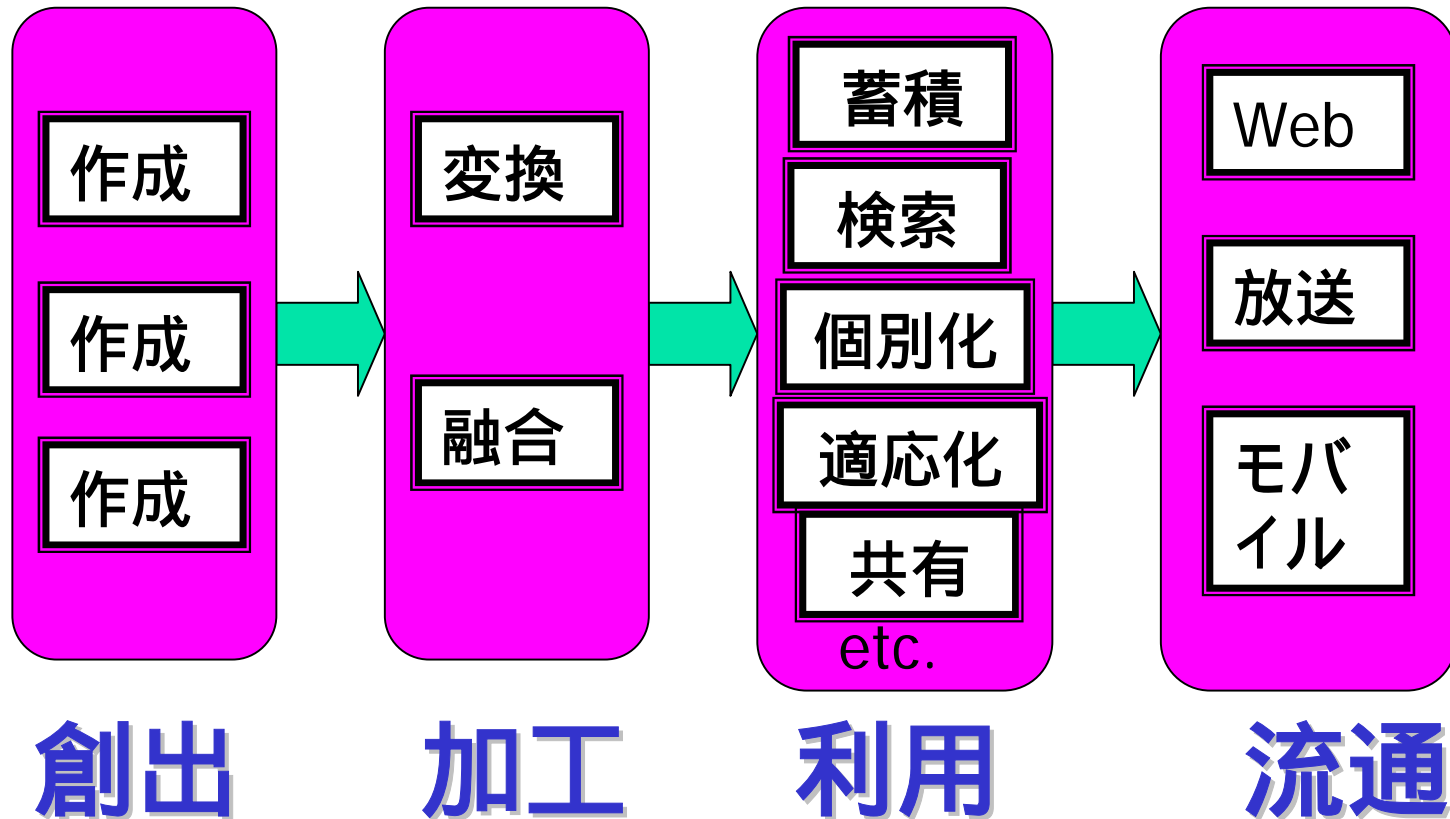 作成
作成
作成
創出
変換
融合
加工
蓄積
検索
個別化
適応化
共有
etc.
利用
Web
放送
モバ
イル
流通